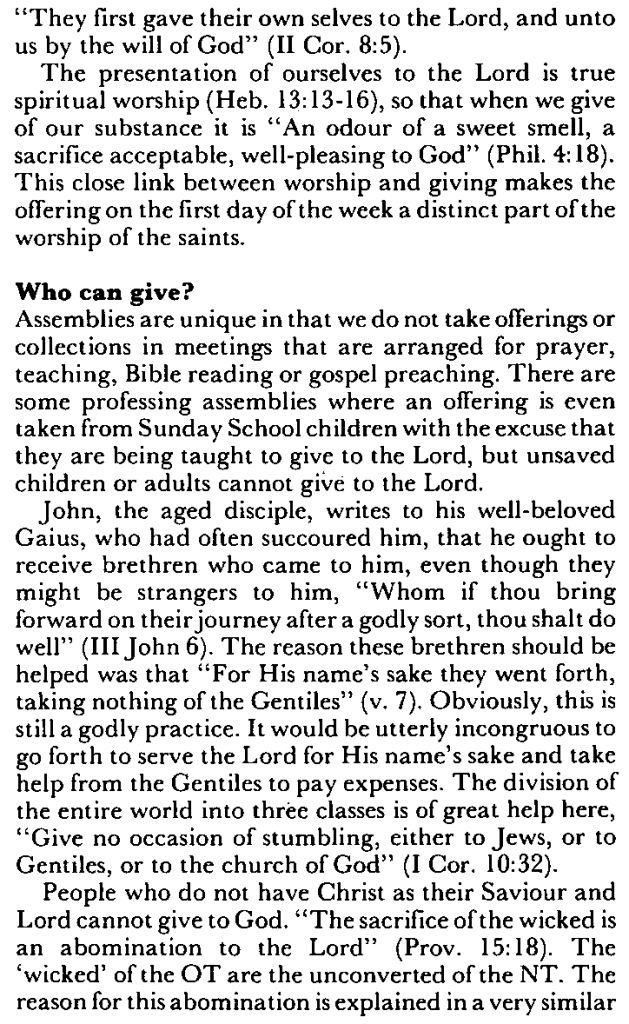 “They first gave their own selves to the Lord, and unto
us by the will of God” (II Cor. 8:5).
The presentation of ourselves to the Lord is true
spiritual worship (Heb. 13:13-16), so that when we give
of our substance it is “An odour of a sweet smell, a
sacrifice acceptable, well-pleasing to God” (Phil. 4:18).
This close link between worship and giving makes the
offering on the first day of the week a distinct part of the
worship of the saints.
Who can give?
Assemblies are unique in that we do not take offerings or
collections in meetings that are arranged for prayer,
teaching, Bible reading or gospel preaching. There are
some professing assemblies where an offering is even
taken from Sunday School children with the excuse that
they are being taught to give to the Lord, but unsaved
children or adults cannot give to the Lord.
John, the aged disciple, writes to his well-beloved
Gaius, who had often succoured him, that he ought to
receive brethren who came to him, even though they
might be strangers to him, “Whom if thou bring
forward on their journey after a godly sort, thou shalt do
well” (III John 6). The reason these brethren should be
helped was that “For His name’s sake they went forth,
taking nothing of the Gentiles” (v. 7). Obviously, this is
still a godly practice. It would be utterly incongruous to
go forth to serve the Lord for His name’s sake and take
help from the Gentiles to pay expenses. The division of
the entire world into three classes is of great help here,
“Give no occasion of stumbling, either to Jews, or to
Gentiles, or to the church of God” (I Cor. 10:32).
People who do not have Christ as their Saviour and
Lord cannot give to God. “The sacrifice of the wicked is
an abomination to the Lord” (Prov. 15:18). The
‘wicked’ of the OT are the unconverted of the NT. The
reason for this abomination is explained in a very similar